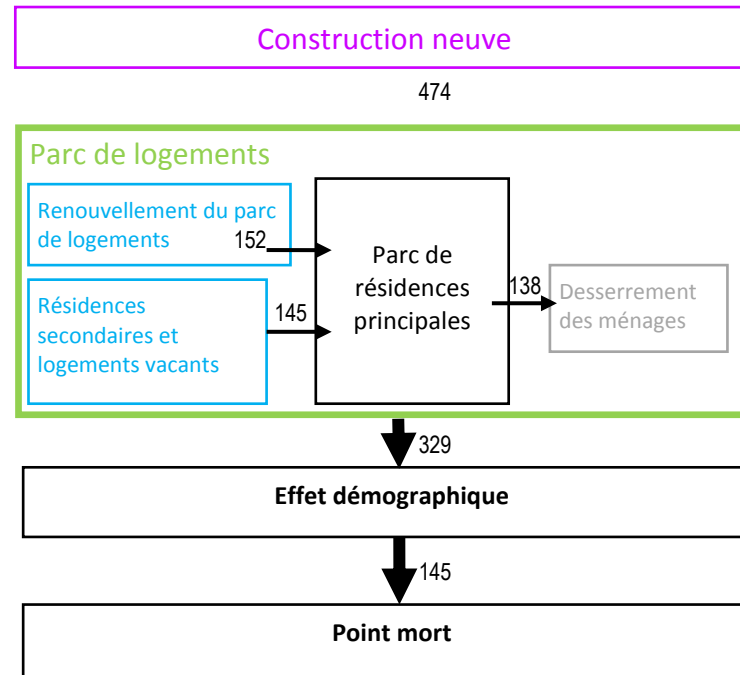 Construction neuve
474
Parc de logements
Renouvellement du parc
de logements
152
Parc de
résidences
principales
Résidences
secondaires et
logements vacants
145
138
Desserrement
des ménages
329
Effet démographique
145
Point mort